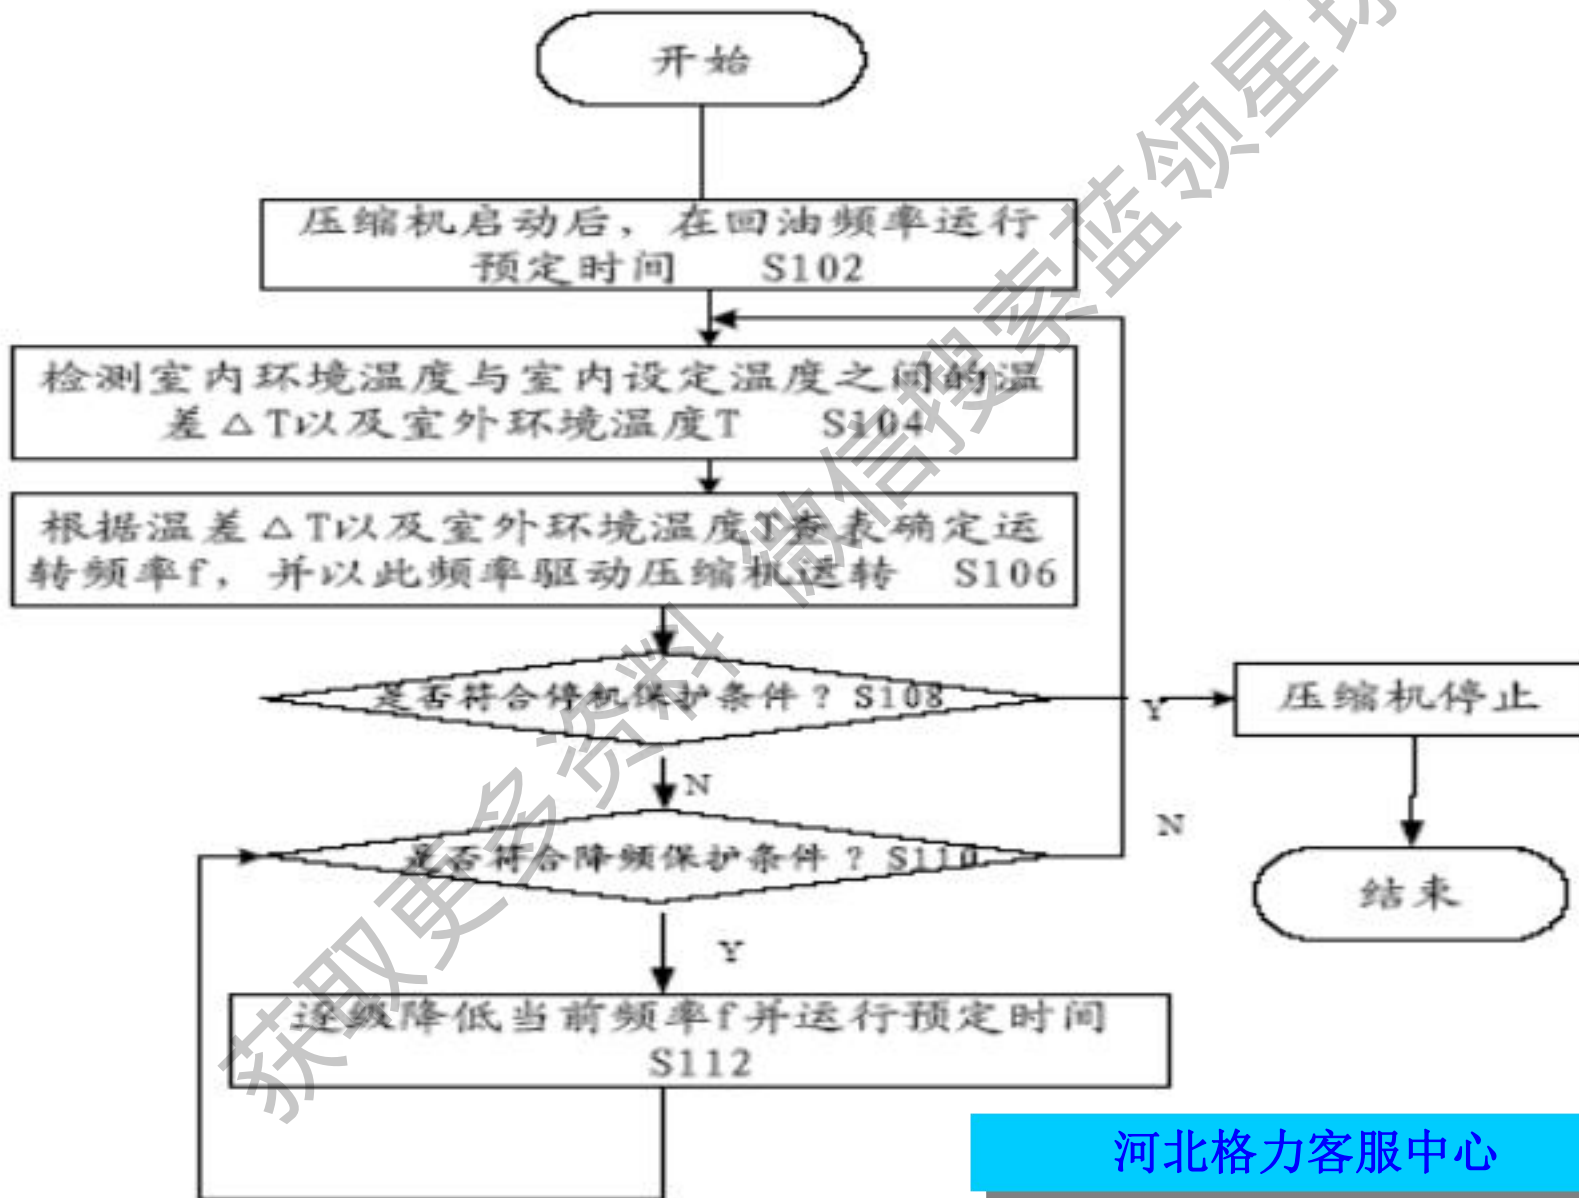 开始
压缩机启动后，在回油频率运行
预定时间 S102
检测室内环境温度与室内设定温度之间的温
差△T以及室外环境温度T S104
根据温差△T以及室外环境温度T查表确定运
转频率f，并以此频率驱动压缩机运转 S106
是否符合停机保护条件？S108
Y
压缩机停止
N
是否符合降频保护条件？S110
N
结束
Y
逐级降低当前频率f并运行预定时间
S112
河北格力客服中心
获取更多资料 微信搜索蓝领星球